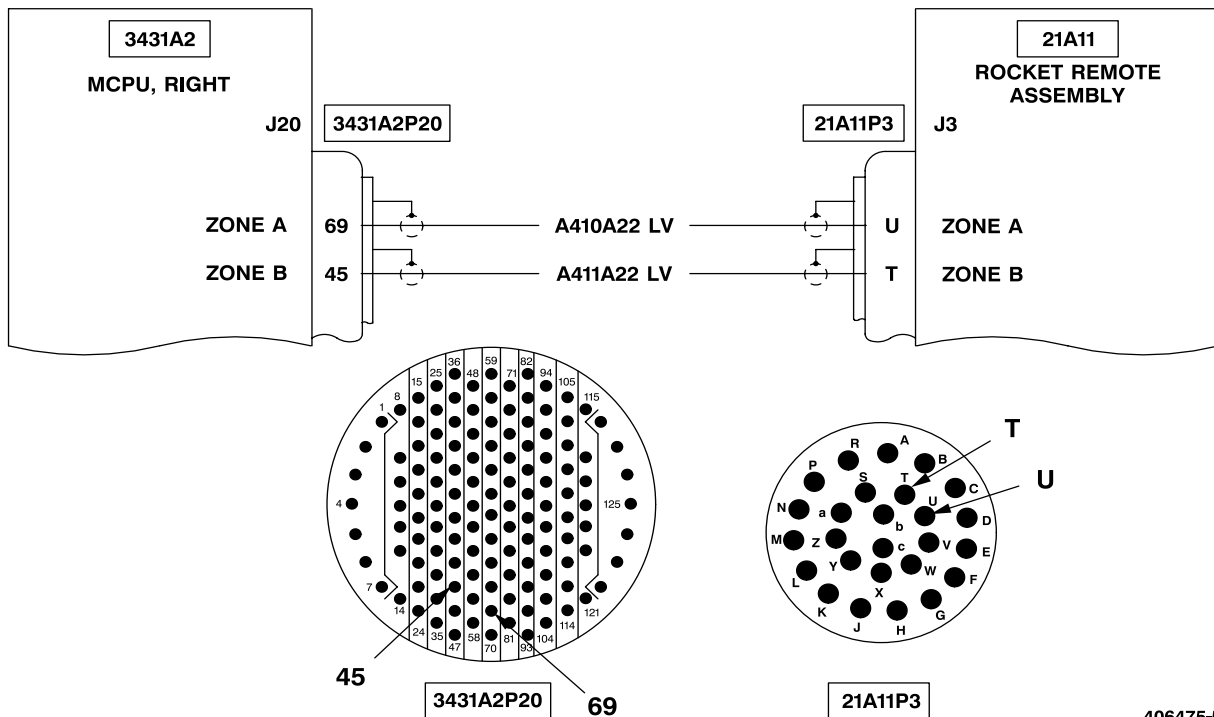 3431A2
MCPU, RIGHT
J20
3431A2P20
21A11P3
J3
21A11
ROCKET REMOTE
ASSEMBLY
ZONE A 69 A410A22 LV U ZONE A
ZONE B 45 A411A22 LV T ZONE B
1 8 15 25 36 48 59 71 82 94 105 115
4 125
7 14 24 35 47 58 70 81 93 104 114 121
45
69
3431A2P20
A B C D E F G H J K L M N P R
S T U V W X Y Z a b c
T
U
21A11P3